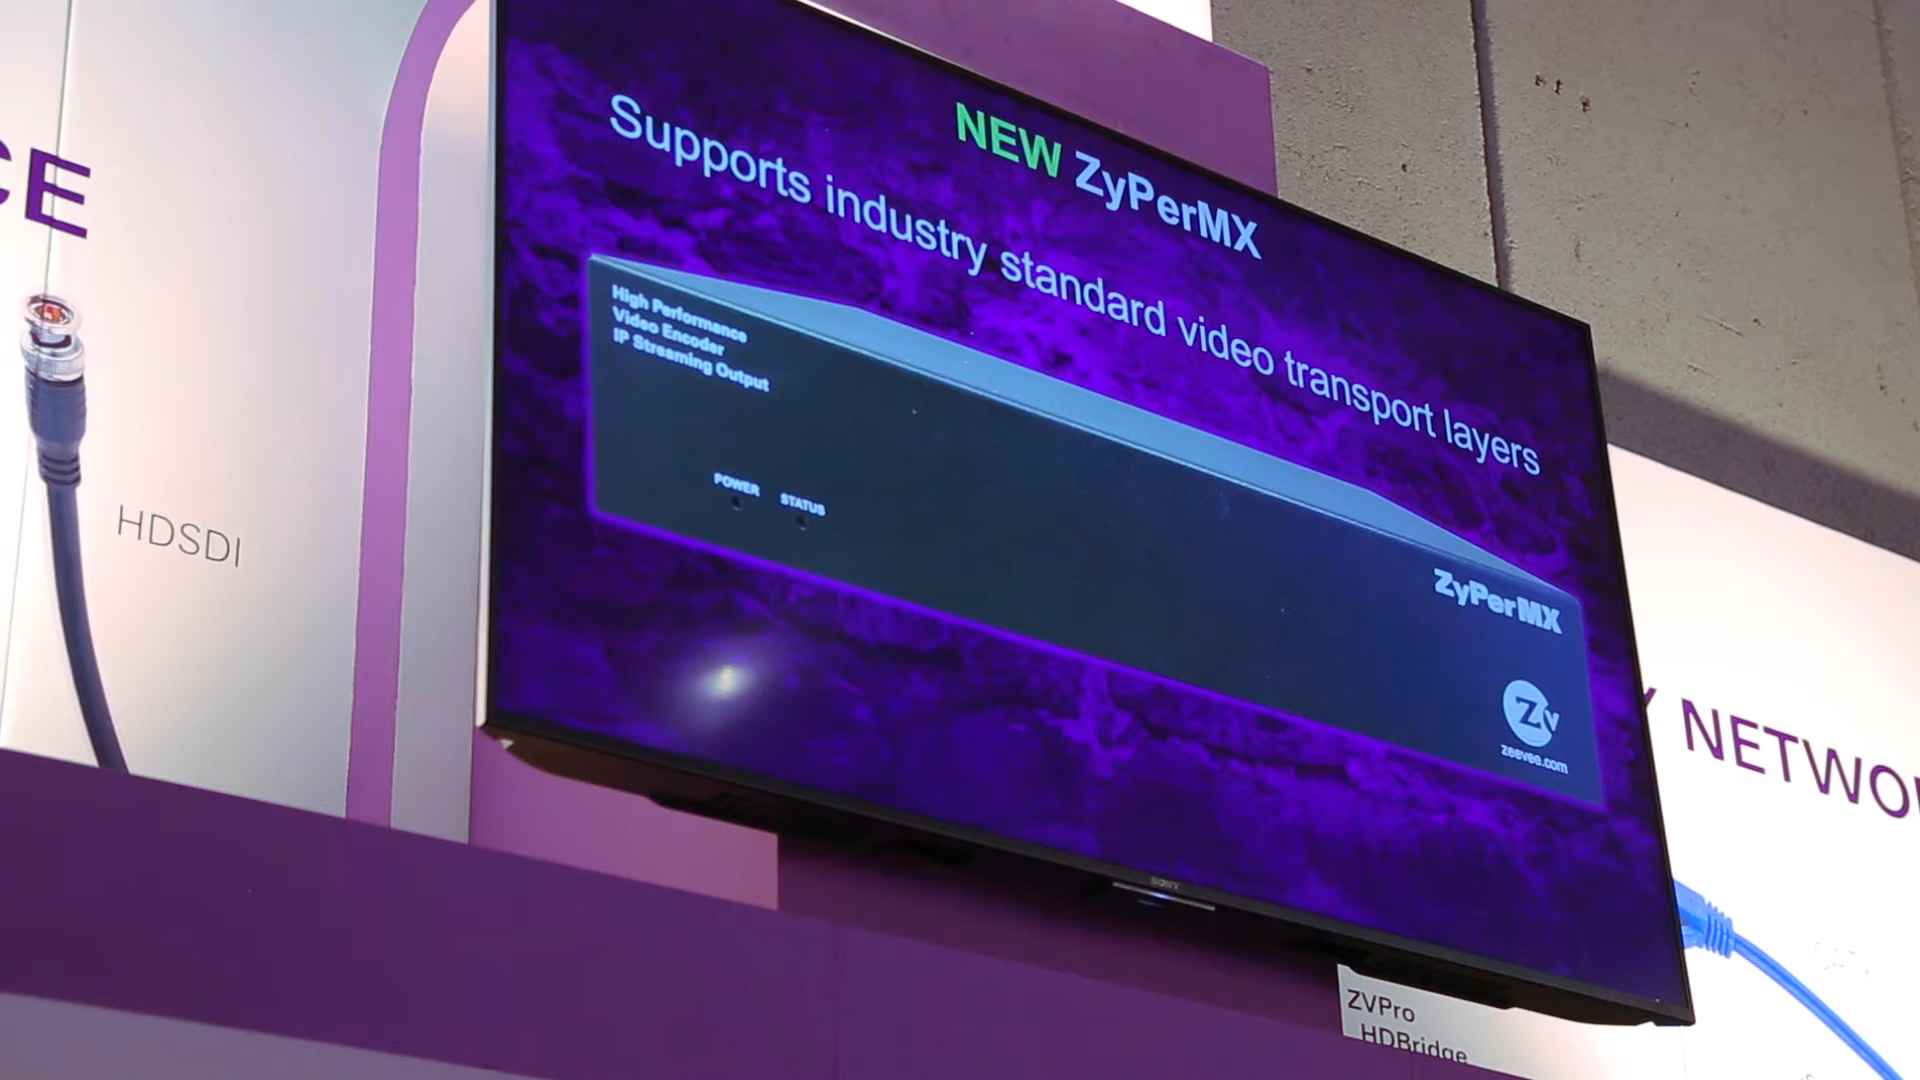 CE
HDSDI
NEW ZyPerMX
Supports industry standard video transport layers
High Performance
Video Encoder
IP Streaming Output
POWER STATUS
ZyPerMX
Zv
zeevee.com
SONY
NETWO
ZVPro
HDBridge